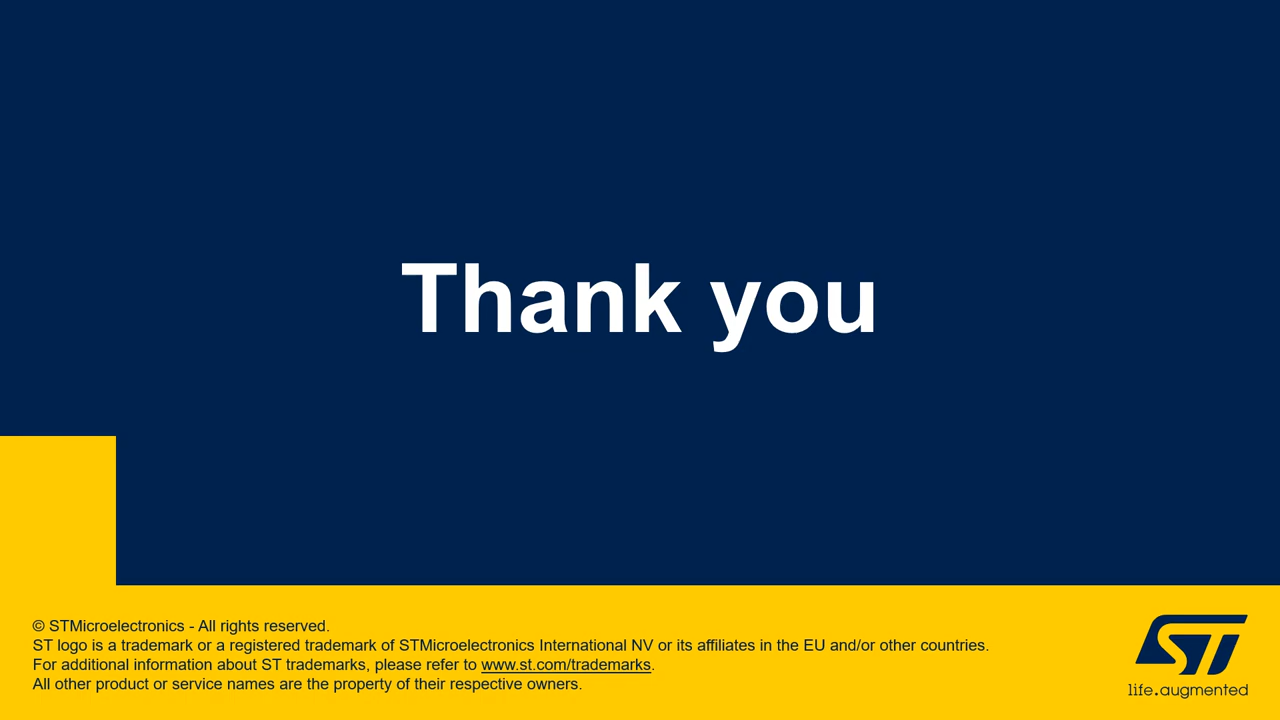 Thank you
© STMicroelectronics - All rights reserved.
ST logo is a trademark or a registered trademark of STMicroelectronics International NV or its affiliates in the EU and/or other countries.
For additional information about ST trademarks, please refer to www.st.com/trademarks.
All other product or service names are the property of their respective owners.
ST
life.augmented